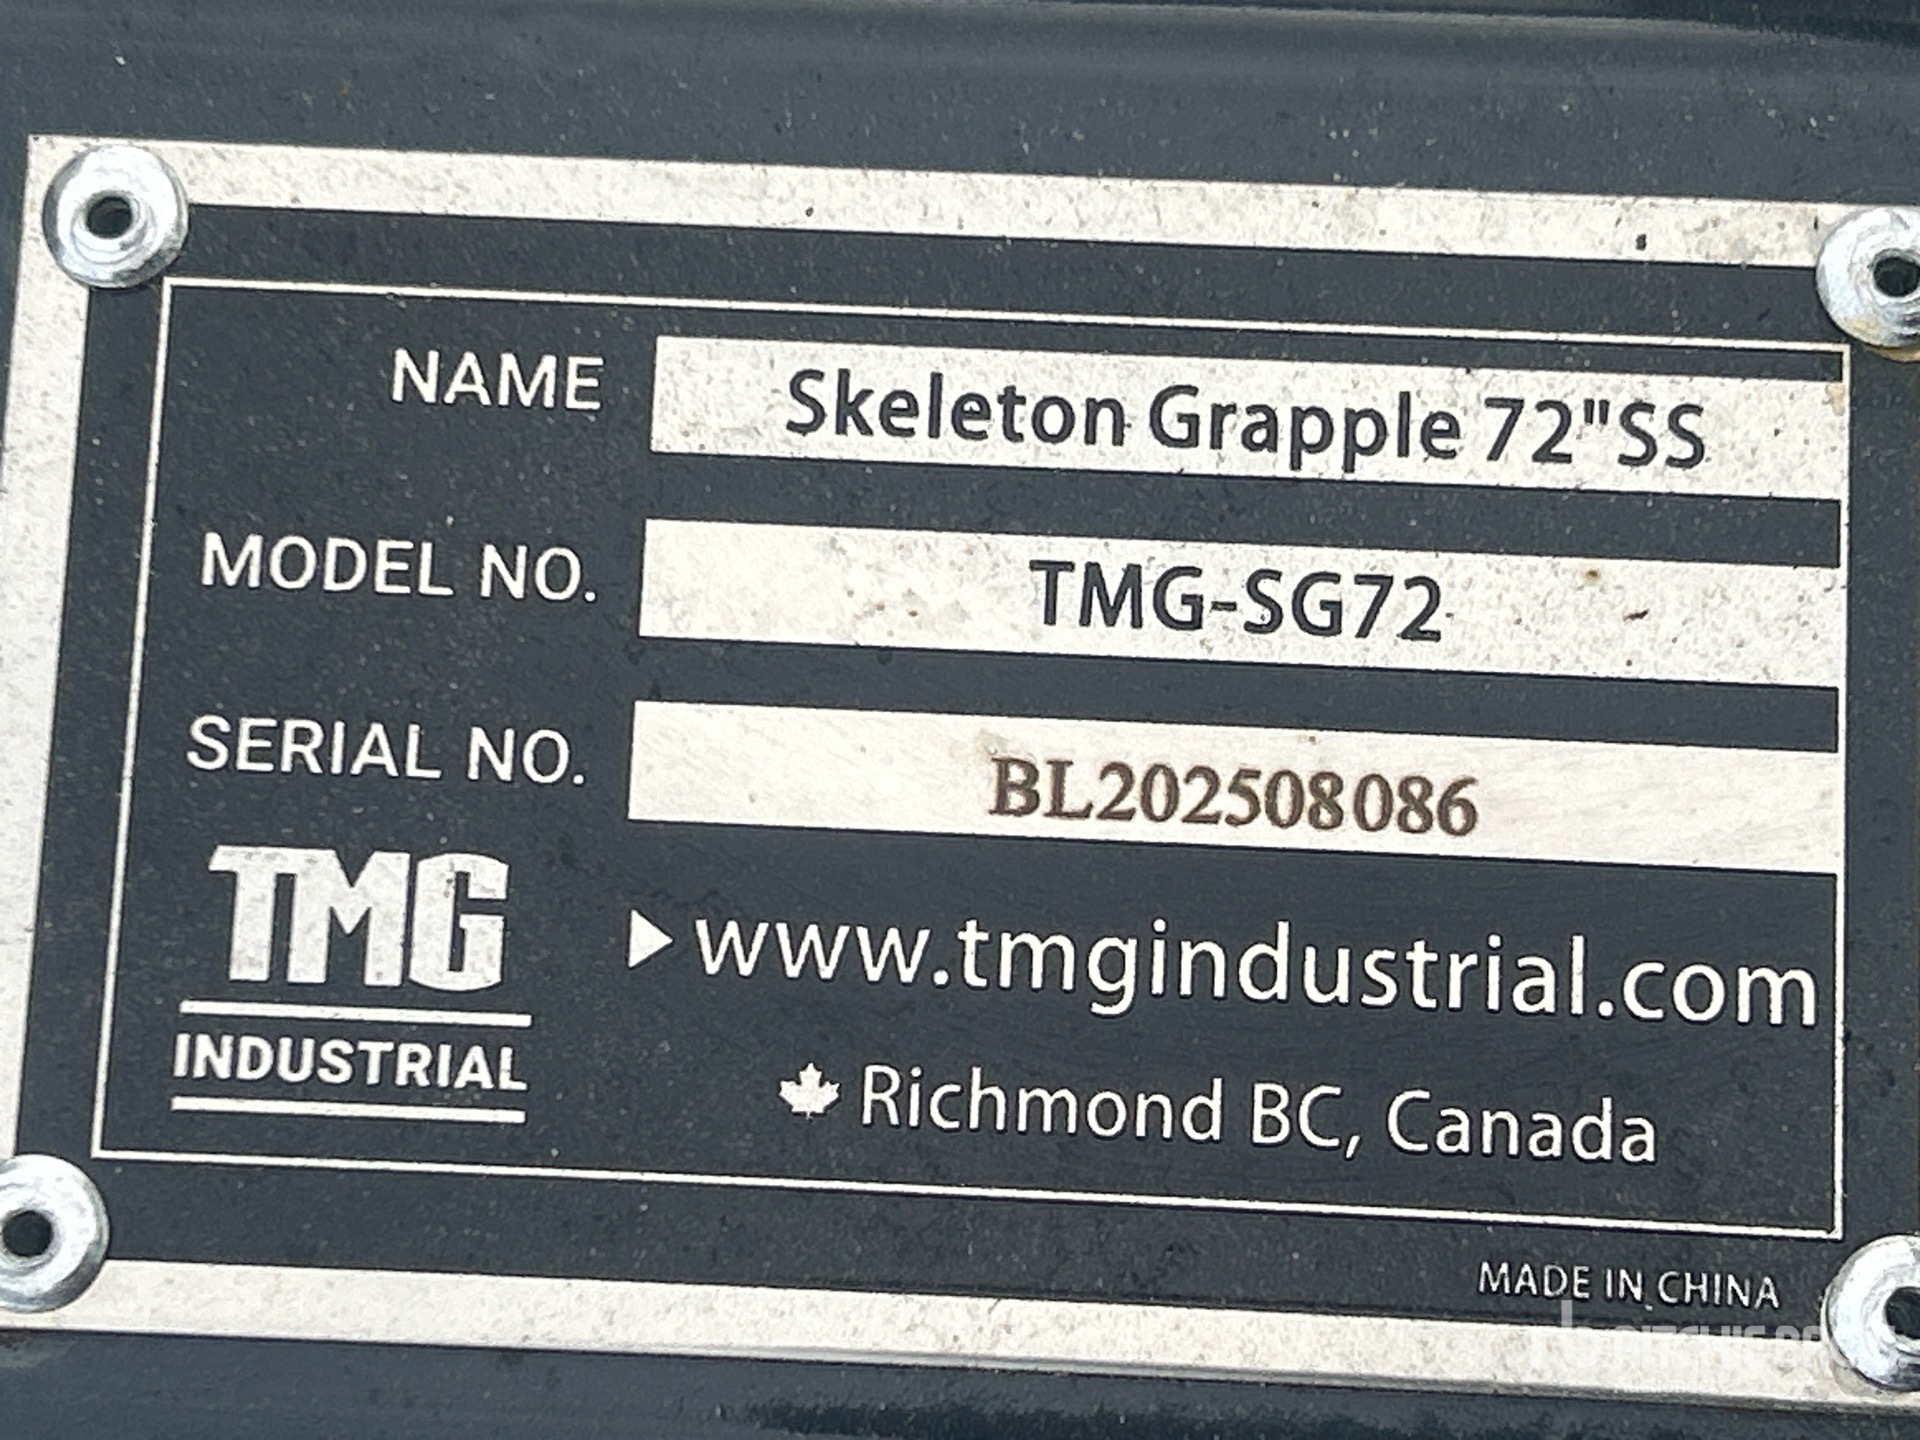 NAME Skeleton Grapple 72"SS
MODEL NO. TMG-SG72
SERIAL NO. BL202508086
TMG
INDUSTRIAL
www.tmgindustrial.com
Richmond BC, Canada
MADE IN CHINA